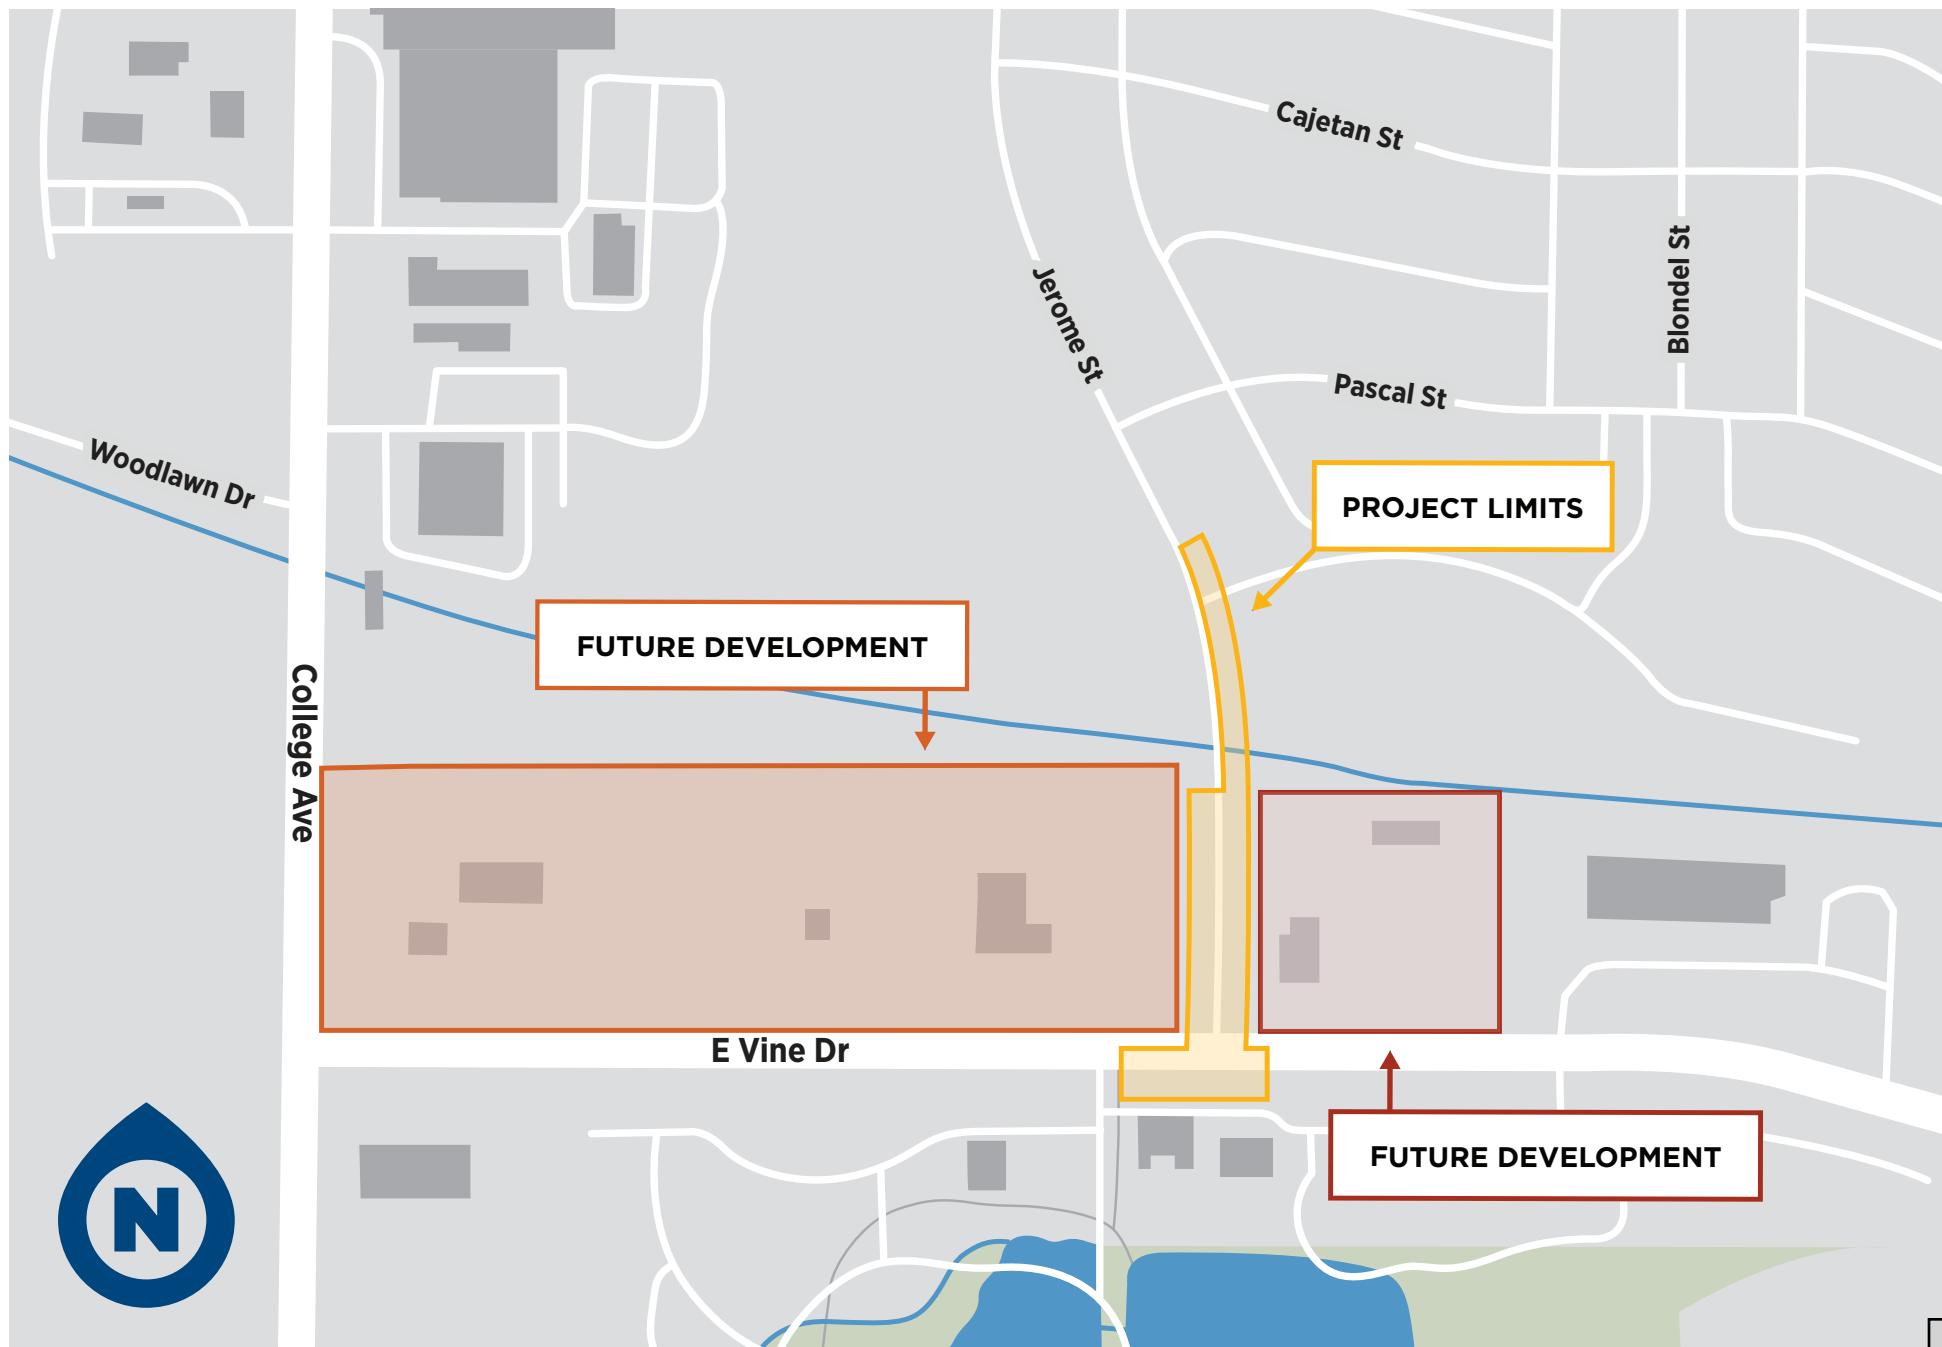 Cajetan St
Jerome St
Blondel St
Pascal St
Woodlawn Dr
PROJECT LIMITS
FUTURE DEVELOPMENT
College Ave
E Vine Dr
FUTURE DEVELOPMENT
N